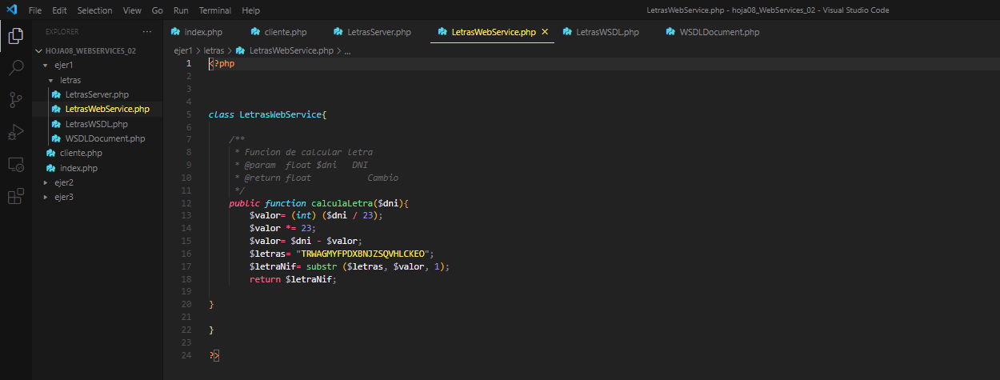 File Edit Selection View Go Run Terminal Help
LetrasWebService.php - hoja08_WebServices_02 - Visual Studio Code
EXPLORER ···
index.php cliente.php LetrasServer.php LetrasWebService.php × LetrasWSDL.php WSDLDocument.php
HOJA08_WEBSERVICES_02
ejer1
letras
LetrasServer.php
LetrasWebService.php
LetrasWSDL.php
WSDLDocument.php
cliente.php
index.php
ejer2
ejer3
ejer1 > letras > LetrasWebService.php > ...
1 <?php
2
3
4
5 class LetrasWebService{
6
7 /**
8 * Funcion de calcular letra
9 * @param float $dni DNI
10 * @return float Cambio
11 */
12 public function calculaLetra($dni){
13 $valor= (int) ($dni / 23);
14 $valor *= 23;
15 $valor= $dni - $valor;
16 $letras= "TRWAGMYFPDXBNJZSQVHLCKEO";
17 $letraNif= substr ($letras, $valor, 1);
18 return $letraNif;
19
20 }
21
22 }
23
24 ?>